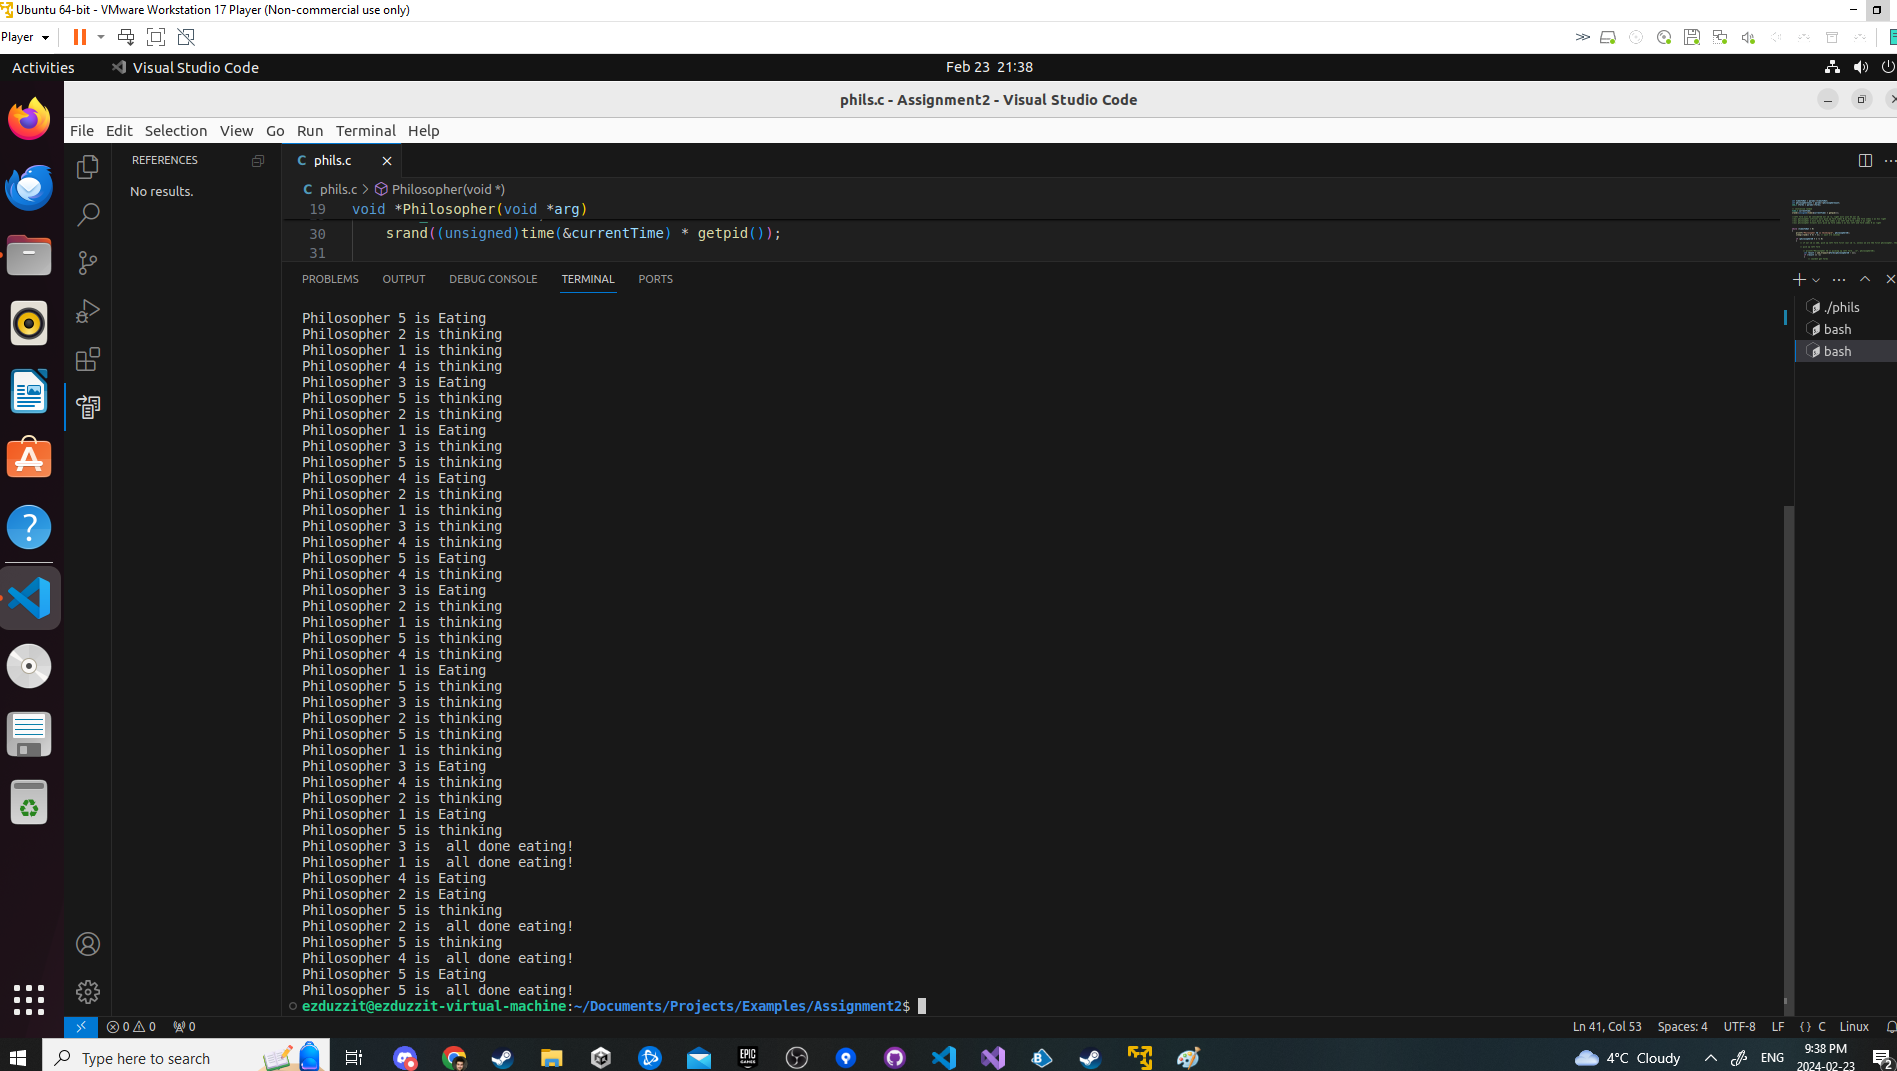 Ubuntu 64-bit - VMware Workstation 17 Player (Non-commercial use only)
Player
Activities
Visual Studio Code
Feb 23 21:38
phils.c - Assignment2 - Visual Studio Code
File Edit Selection View Go Run Terminal Help
REFERENCES
No results.
C phils.c
C phils.c > Philosopher(void *)
19 void *Philosopher(void *arg)
30 srand((unsigned)time(&currentTime) * getpid());
31
PROBLEMS OUTPUT DEBUG CONSOLE TERMINAL PORTS
./phils
bash
bash
Philosopher 5 is Eating
Philosopher 2 is thinking
Philosopher 1 is thinking
Philosopher 4 is thinking
Philosopher 3 is Eating
Philosopher 5 is thinking
Philosopher 2 is thinking
Philosopher 1 is Eating
Philosopher 3 is thinking
Philosopher 5 is thinking
Philosopher 4 is Eating
Philosopher 2 is thinking
Philosopher 1 is thinking
Philosopher 3 is thinking
Philosopher 4 is thinking
Philosopher 5 is Eating
Philosopher 4 is thinking
Philosopher 3 is Eating
Philosopher 2 is thinking
Philosopher 1 is thinking
Philosopher 5 is thinking
Philosopher 4 is thinking
Philosopher 1 is Eating
Philosopher 5 is thinking
Philosopher 3 is thinking
Philosopher 2 is thinking
Philosopher 5 is thinking
Philosopher 1 is thinking
Philosopher 3 is Eating
Philosopher 4 is thinking
Philosopher 2 is thinking
Philosopher 1 is Eating
Philosopher 5 is thinking
Philosopher 3 is  all done eating!
Philosopher 1 is  all done eating!
Philosopher 4 is Eating
Philosopher 2 is Eating
Philosopher 5 is thinking
Philosopher 2 is  all done eating!
Philosopher 5 is thinking
Philosopher 4 is  all done eating!
Philosopher 5 is Eating
Philosopher 5 is  all done eating!
ezduzzit@ezduzzit-virtual-machine:~/Documents/Projects/Examples/Assignment2$
0 0 0
Ln 41, Col 53 Spaces: 4 UTF-8 LF {} C Linux
Type here to search
EPIC GAMES
4°C Cloudy
ENG
9:38 PM
2024-02-23
2